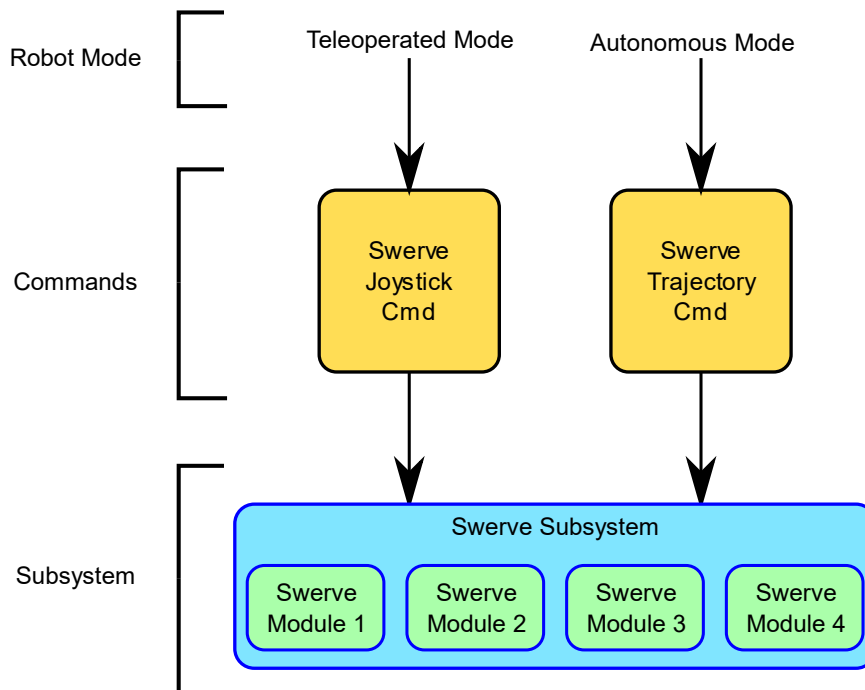 Robot Mode
Teleoperated Mode
Autonomous Mode
Commands
Swerve
Joystick
Cmd
Swerve
Trajectory
Cmd
Subsystem
Swerve Subsystem
Swerve
Module 1
Swerve
Module 2
Swerve
Module 3
Swerve
Module 4